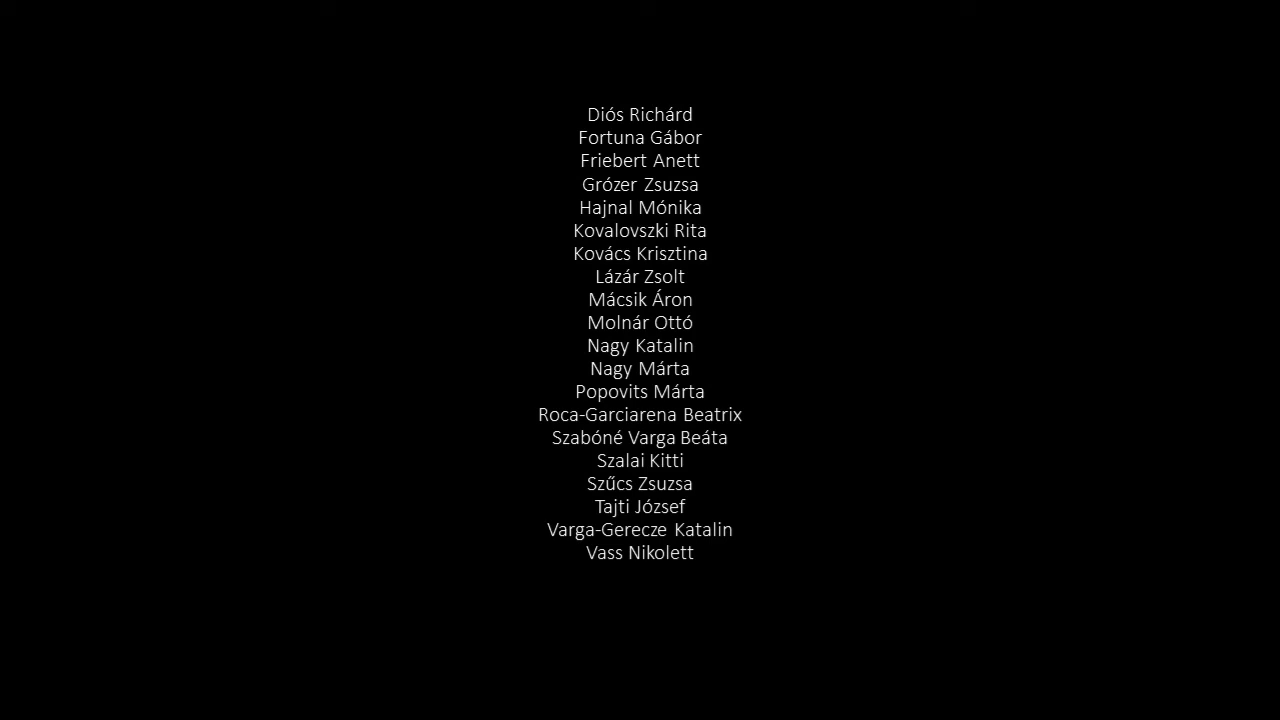 Diós Richárd
Fortuna Gábor
Friebert Anett
Grózer Zsuzsa
Hajnal Mónika
Kovalovszki Rita
Kovács Krisztina
Lázár Zsolt
Mácsik Áron
Molnár Ottó
Nagy Katalin
Nagy Márta
Popovits Márta
Roca-Garciarena Beatrix
Szabóné Varga Beáta
Szalai Kitti
Szűcs Zsuzsa
Tajti József
Varga-Gerecze Katalin
Vass Nikolett